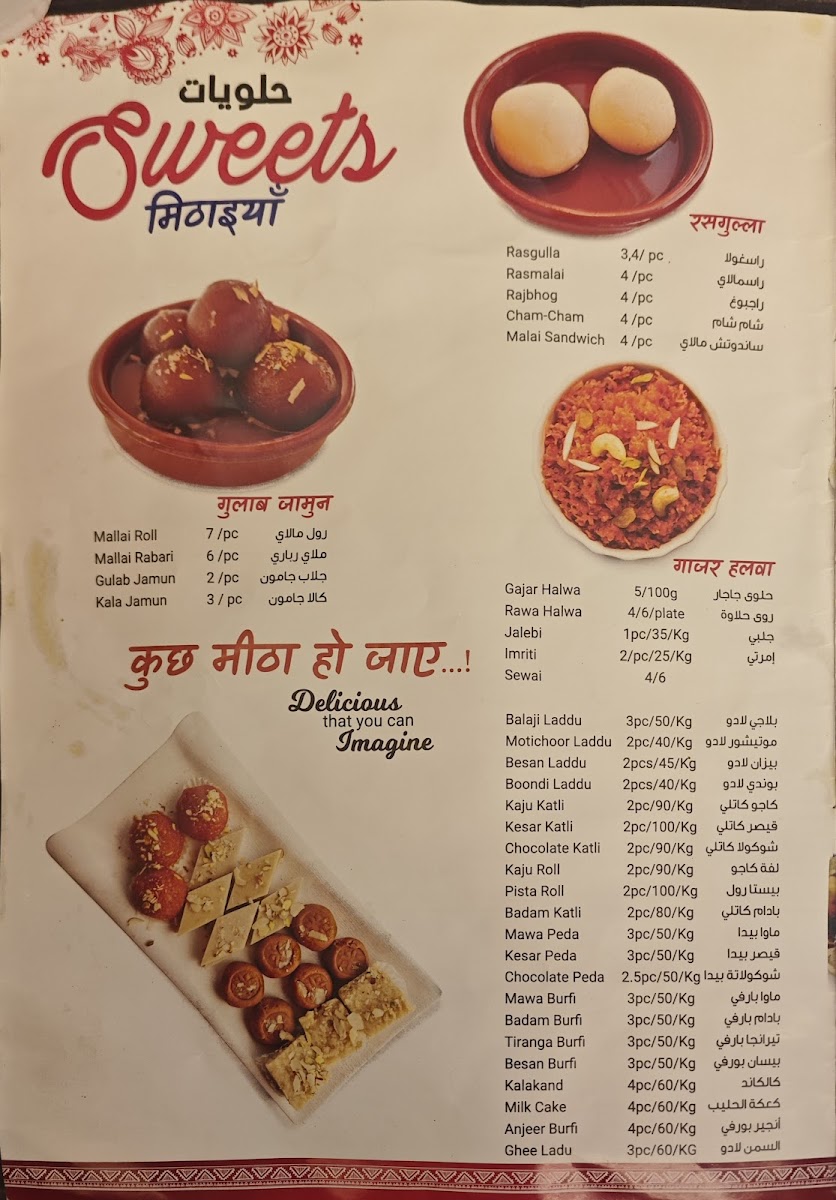 حلويات
Sweets
मिठाइयाँ
रसगुल्ला
Rasgulla 3,4/ pc راسغولا
Rasmalai 4 /pc راسمالاي
Rajbhog 4 /pc راجبوغ
Cham-Cham 4 /pc شام شام
Malai Sandwich 4 /pc ساندوتش مالاي
गुलाब जामुन
Mallai Roll 7 /pc رول مالاي
Mallai Rabari 6 /pc ملاي رباري
Gulab Jamun 2 /pc جلاب جامون
Kala Jamun 3 / pc كالا جامون
गाजर हलवा
Gajar Halwa 5/100g حلوى جاجار
Rawa Halwa 4/6/plate روى حلاوة
Jalebi 1pc/35/Kg جلبي
Imriti 2/pc/25/Kg إمرتي
Sewai 4/6
कुछ मीठा हो जाए...!
Delicious
that you can
Imagine
Balaji Laddu 3pc/50/Kg بلاجي لادو
Motichoor Laddu 2pc/40/Kg موتيشور لادو
Besan Laddu 2pcs/45/Kg بيزان لادو
Boondi Laddu 2pcs/40/Kg بوندي لادو
Kaju Katli 2pc/90/Kg كاجو كاتلي
Kesar Katli 2pc/100/Kg قيصر كاتلي
Chocolate Katli 2pc/90/Kg شوكولا كاتلي
Kaju Roll 2pc/90/Kg لفة كاجو
Pista Roll 2pc/100/Kg بيستا رول
Badam Katli 2pc/80/Kg بادام كاتلي
Mawa Peda 3pc/50/Kg ماوا بيدا
Kesar Peda 3pc/50/Kg قيصر بيدا
Chocolate Peda 2.5pc/50/Kg شوكولاتة بيدا
Mawa Burfi 3pc/50/Kg ماوا بارفي
Badam Burfi 3pc/50/Kg بادام بارفي
Tiranga Burfi 3pc/50/Kg تيرانجا بارفي
Besan Burfi 3pc/50/Kg بيسان بورفي
Kalakand 4pc/60/Kg كالكاند
Milk Cake 4pc/60/Kg كعكة الحليب
Anjeer Burfi 4pc/60/Kg أنجير بورفي
Ghee Ladu 3pc/60/KG السمن لادو